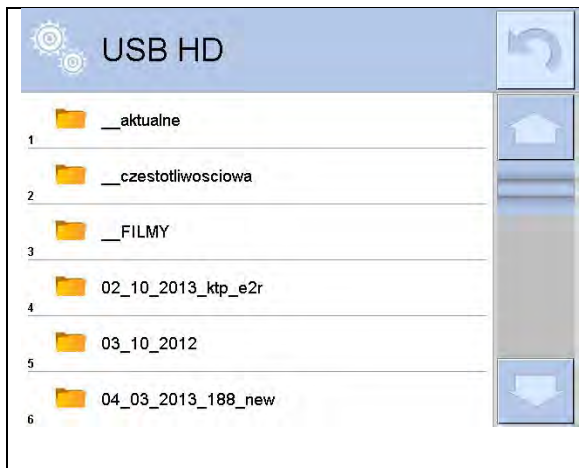 USB HD
__aktualne
1
__czestotliwosciowa
2
__FILMY
3
02_10_2013_ktp_e2r
4
03_10_2012
5
04_03_2013_188_new
6